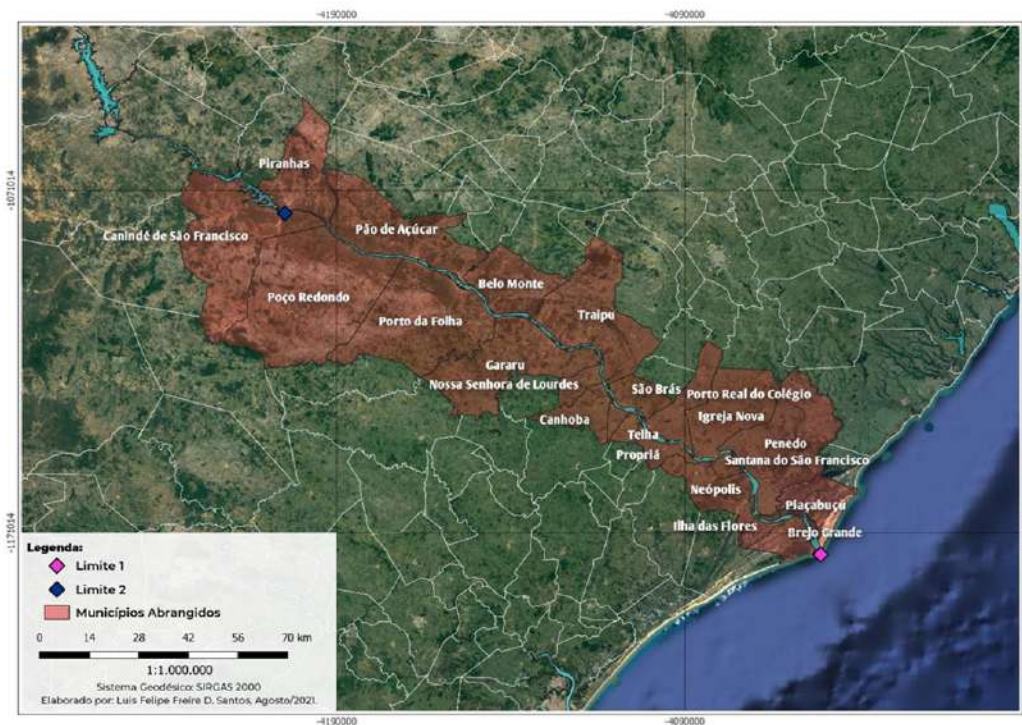 -4190000
-4090000
-1071014
Piranhas
Canindé de São Francisco
Pão de Açúcar
Belo Monte
Poço Redondo
Porto da Folha
Traipu
Gararu
Nossa Senhora de Lourdes
São Brás
Porto Real do Colégio
Canhoba
Igreja Nova
Telha
Penedo
Propriá
Santana do São Francisco
Neópolis
Piaçabuçu
Ilha das Flores
Brejo Grande
-1171014
Legenda:
Limite 1
Limite 2
Municípios Abrangidos
0 14 28 42 56 70 km
1:1.000.000
Sistema Geodésico: SIRGAS 2000
Elaborado por: Luis Felipe Freire D. Santos, Agosto/2021.
-4190000
-4090000